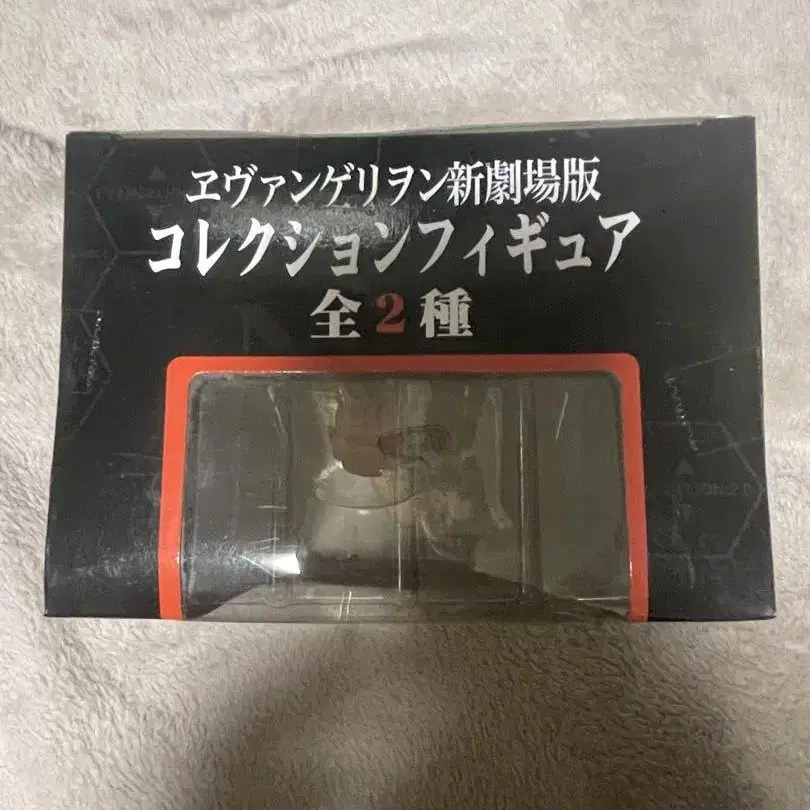 ヱヴァンゲリヲン新劇場版
コレクションフィギュア
全2種